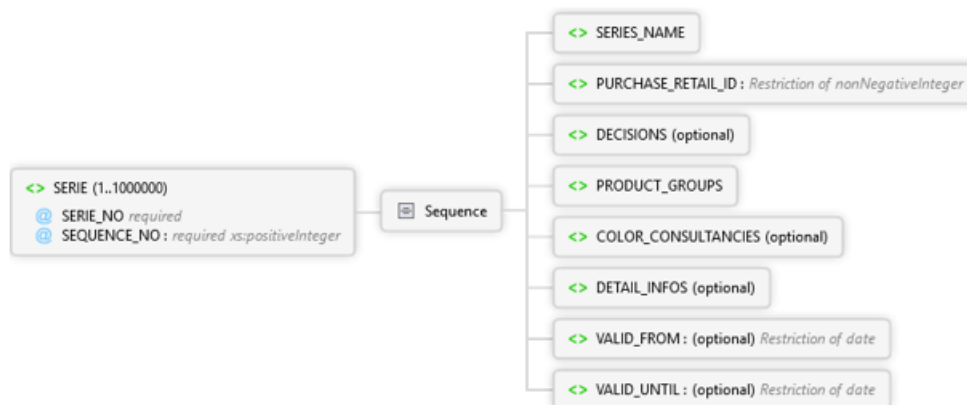 SERIES_NAME
PURCHASE_RETAIL_ID : Restriction of nonNegativeInteger
DECISIONS (optional)
SERIE (1..1000000)
PRODUCT_GROUPS
@ SERIE_NO required
Sequence
@ SEQUENCE_NO : required xs:positiveInteger
COLOR_CONSULTANCIES (optional)
DETAIL_INFOS (optional)
VALID_FROM : (optional) Restriction of date
VALID_UNTIL : (optional) Restriction of date